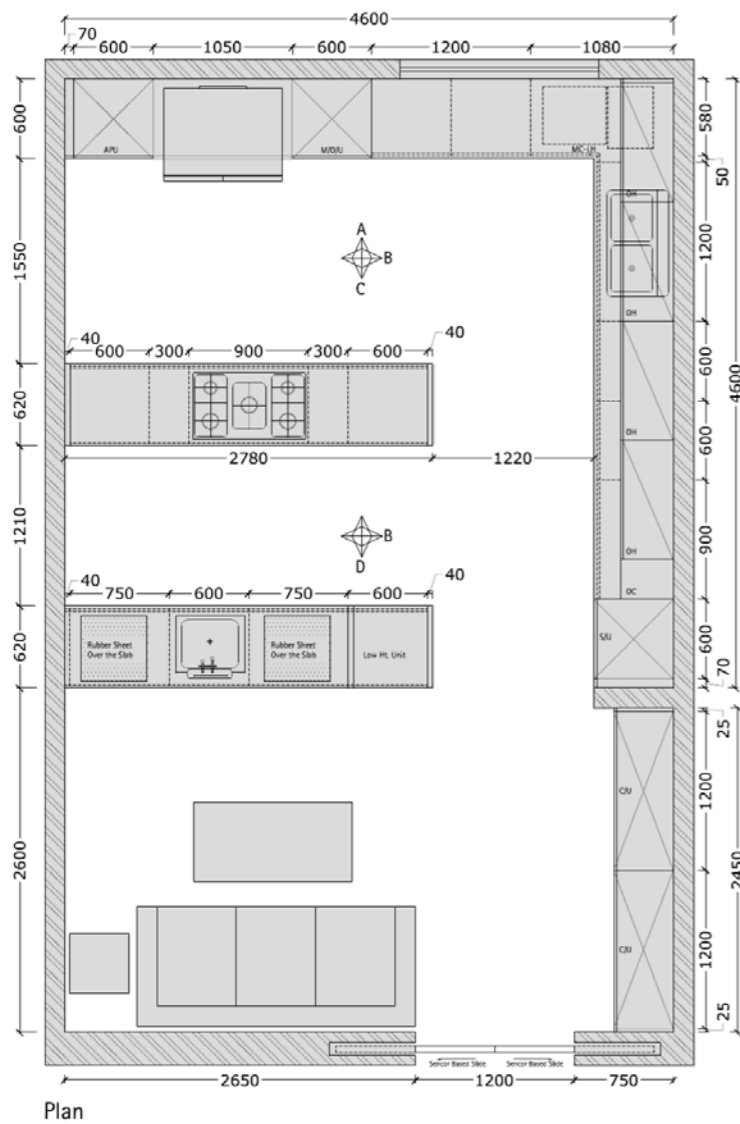 4600
70
600
1050
600
1200
1080
600
580
APU
M/O/U
MC-LH
50
OH
1550
A
B
C
1200
OH
40
40
600
300
900
300
600
600
4600
620
OH
2780
1220
600
1210
B
D
900
OH
40
40
750
600
750
600
OC
620
Rubber Sheet
Over the Slab
Rubber Sheet
Over the Slab
Low Ht. Unit
S/U
600
70
25
C/U
1200
2600
2450
C/U
1200
25
Sencor Based Slide
Sencor Based Slide
2650
1200
750
Plan